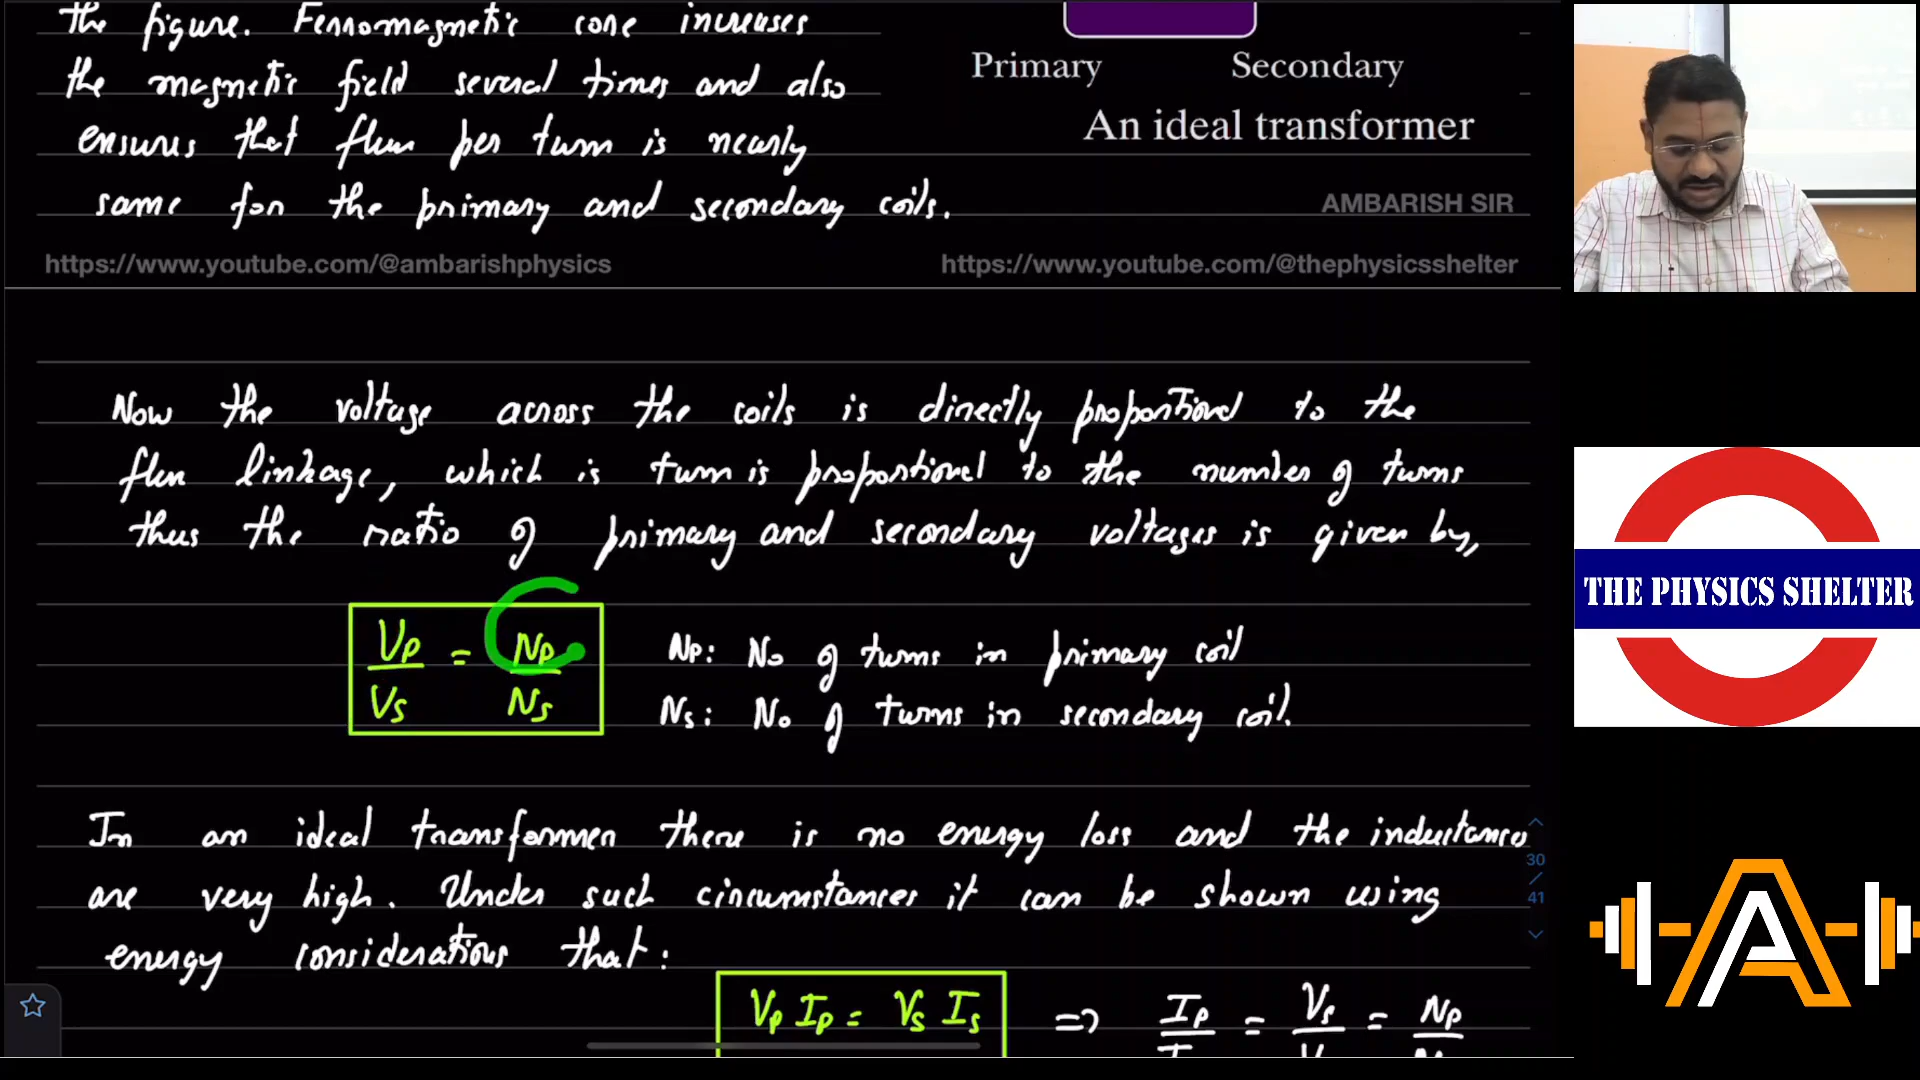 the figure. Ferromagnetic core increases
the magnetic field several times and also
ensures that flux per turn is nearly
same for the primary and secondary coils.
Primary Secondary
An ideal transformer
AMBARISH SIR
https://www.youtube.com/@ambarishphysics
https://www.youtube.com/@thephysicsshelter
Now the voltage across the coils is directly proportional to the
flux linkage, which is turn is proportional to the number of turns
thus the ratio of primary and secondary voltages is given by,
Vp/Vs = Np/Ns
Np: No of turns in primary coil
Ns: No of turns in secondary coil.
In an ideal transformer there is no energy loss and the inductances
are very high. Under such circumstances it can be shown using
energy considerations that:
Vp Ip = Vs Is => Ip = Vs = Np
30
/
41
THE PHYSICS SHELTER
A